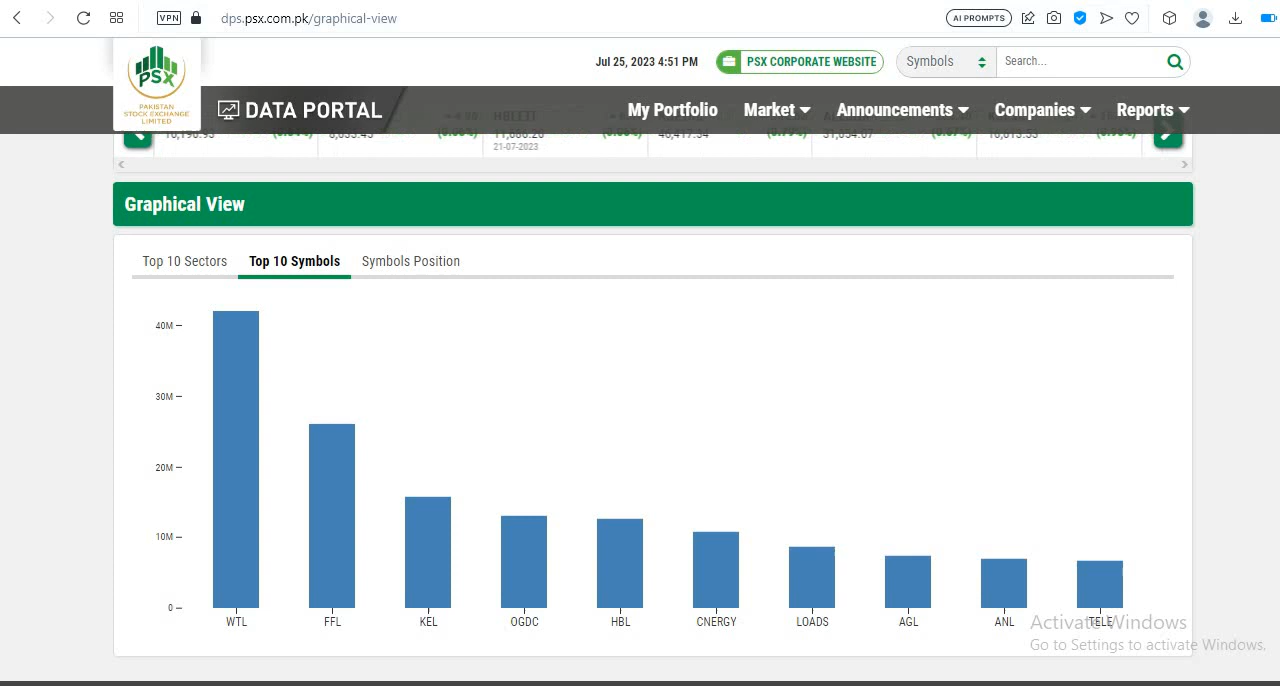 VPN
dps.psx.com.pk/graphical-view
AI PROMPTS
PSX
PAKISTAN
STOCK EXCHANGE
LIMITED
Jul 25, 2023 4:51 PM
PSX CORPORATE WEBSITE
Symbols
Search...
DATA PORTAL
My Portfolio
Market
Announcements
Companies
Reports
21-07-2023
Graphical View
Top 10 Sectors
Top 10 Symbols
Symbols Position
40M
30M
20M
10M
0
WTL
FFL
KEL
OGDC
HBL
CNERGY
LOADS
AGL
ANL
TELE
Activate Windows
Go to Settings to activate Windows.